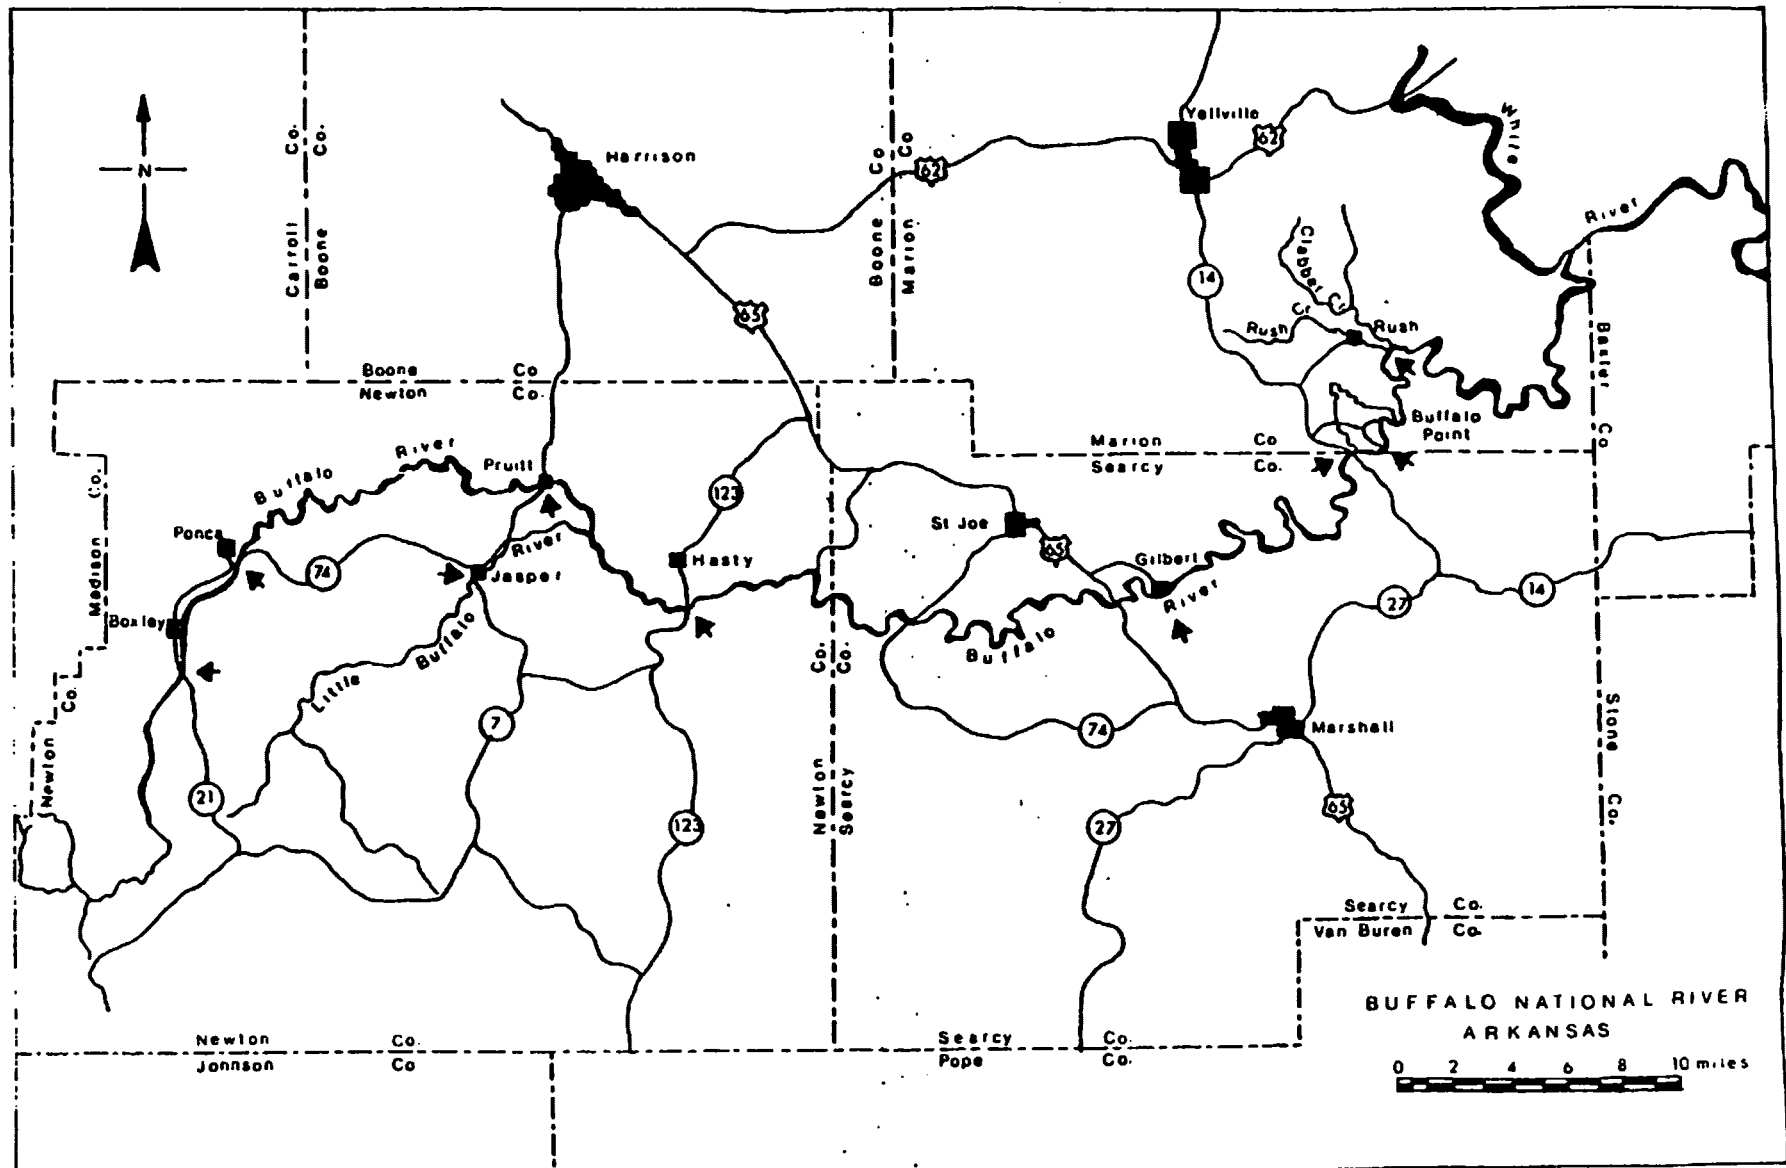 N
Carroll Co.
Boone Co.
Harrison
62
Boone Co
Marion Co
Yellville
62
White
River
65
14
Clabber Cr
Rush Cr
Rush
Boone Co
Newton Co.
Baxter Co
Buffalo
Point
Marion Co
Searcy Co.
Buffalo River
Pruitt
Madison Co.
Newton Co.
Ponca
123
St Joe
65
River
Hasty
Gilbert
River
74
Jasper
Boxley
27
14
Little Buffalo
Buffalo
Newton Co.
Searcy Co.
7
74
Marshall
Stone Co.
21
123
27
65
Searcy Co.
Van Buren Co.
BUFFALO NATIONAL RIVER
ARKANSAS
Newton Co.
Johnson Co
Searcy Co.
Pope Co.
0 2 4 6 8 10 miles